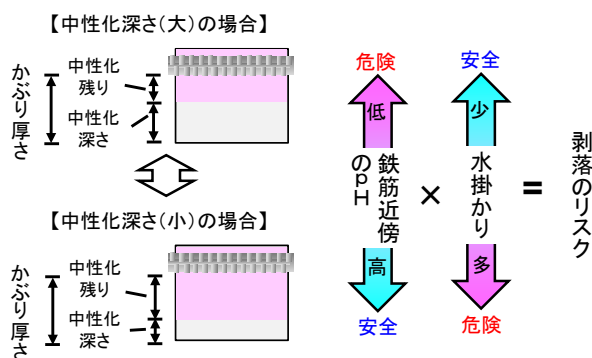 【中性化深さ(大)の場合】
かぶり厚さ
中性化
残り
中性化
深さ
【中性化深さ(小)の場合】
かぶり厚さ
中性化
残り
中性化
深さ
危険
低
鉄筋近傍
のpH
高
安全
×
安全
少
水掛かり
多
危険
=
剥落のリスク